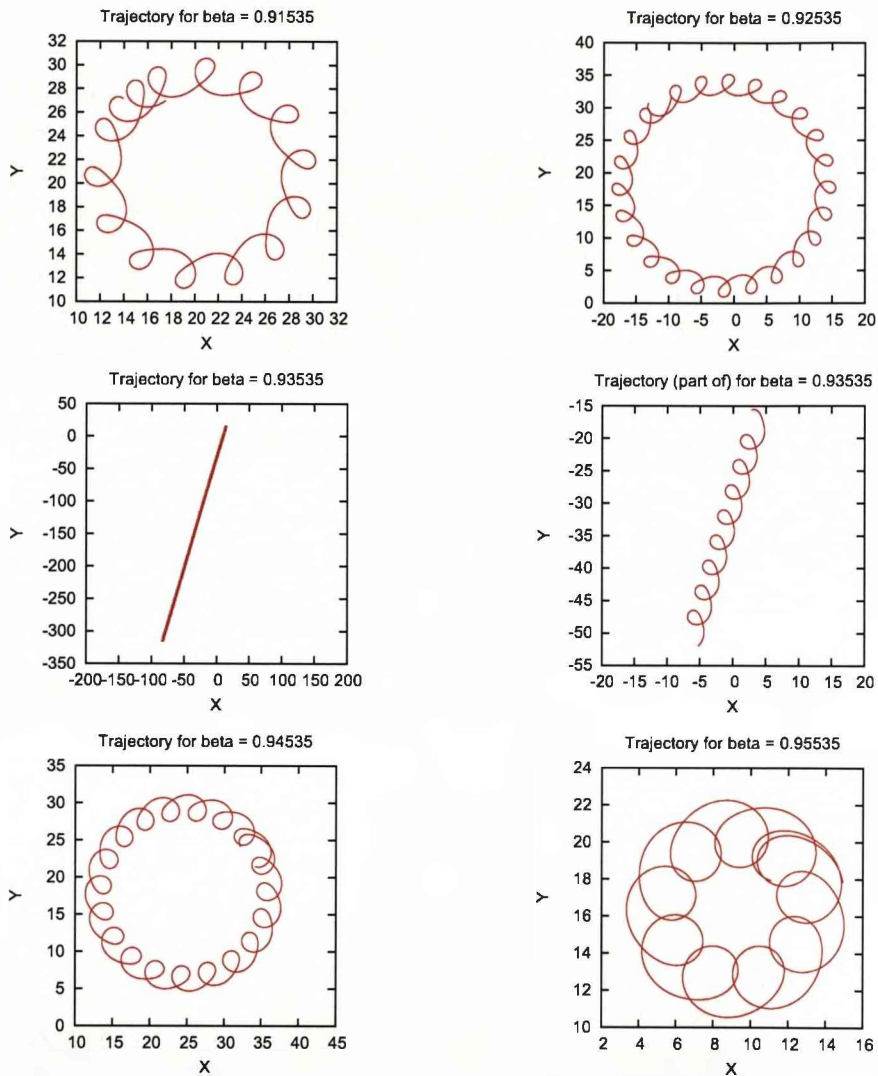 Trajectory for beta = 0.91535
32
30
28
26
24
22
20
18
16
14
12
10
Y
10 12 14 16 18 20 22 24 26 28 30 32
X
Trajectory for beta = 0.92535
40
35
30
25
20
15
10
5
0
Y
-20 -15 -10 -5 0 5 10 15 20
X
Trajectory for beta = 0.93535
50
0
-50
-100
-150
-200
-250
-300
-350
Y
-200-150-100 -50 0 50 100 150 200
X
Trajectory (part of) for beta = 0.93535
-15
-20
-25
-30
-35
-40
-45
-50
-55
Y
-20 -15 -10 -5 0 5 10 15 20
X
Trajectory for beta = 0.94535
35
30
25
20
15
10
5
0
Y
10 15 20 25 30 35 40 45
X
Trajectory for beta = 0.95535
24
22
20
18
16
14
12
10
Y
2 4 6 8 10 12 14 16
X